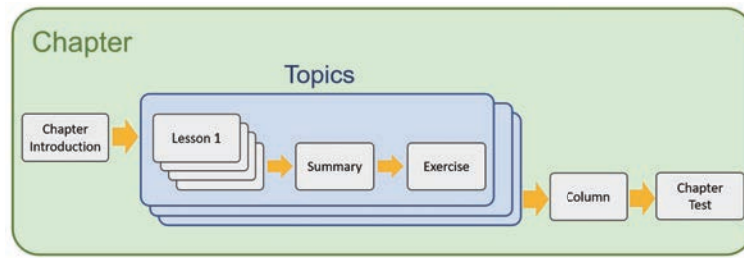 Chapter
Topics
Chapter
Introduction
Lesson 1
Summary
Exercise
Column
Chapter
Test